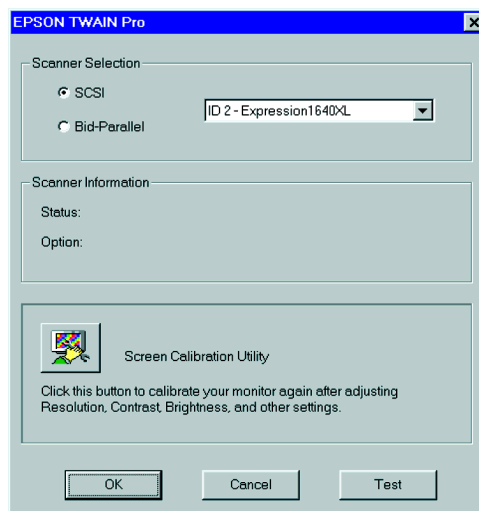 EPSON TWAIN Pro
Scanner Selection
SCSI
ID 2 - Expression1640XL
Bid-Parallel
Scanner Information
Status:
Option:
Screen Calibration Utility
Click this button to calibrate your monitor again after adjusting
Resolution, Contrast, Brightness, and other settings.
OK Cancel Test